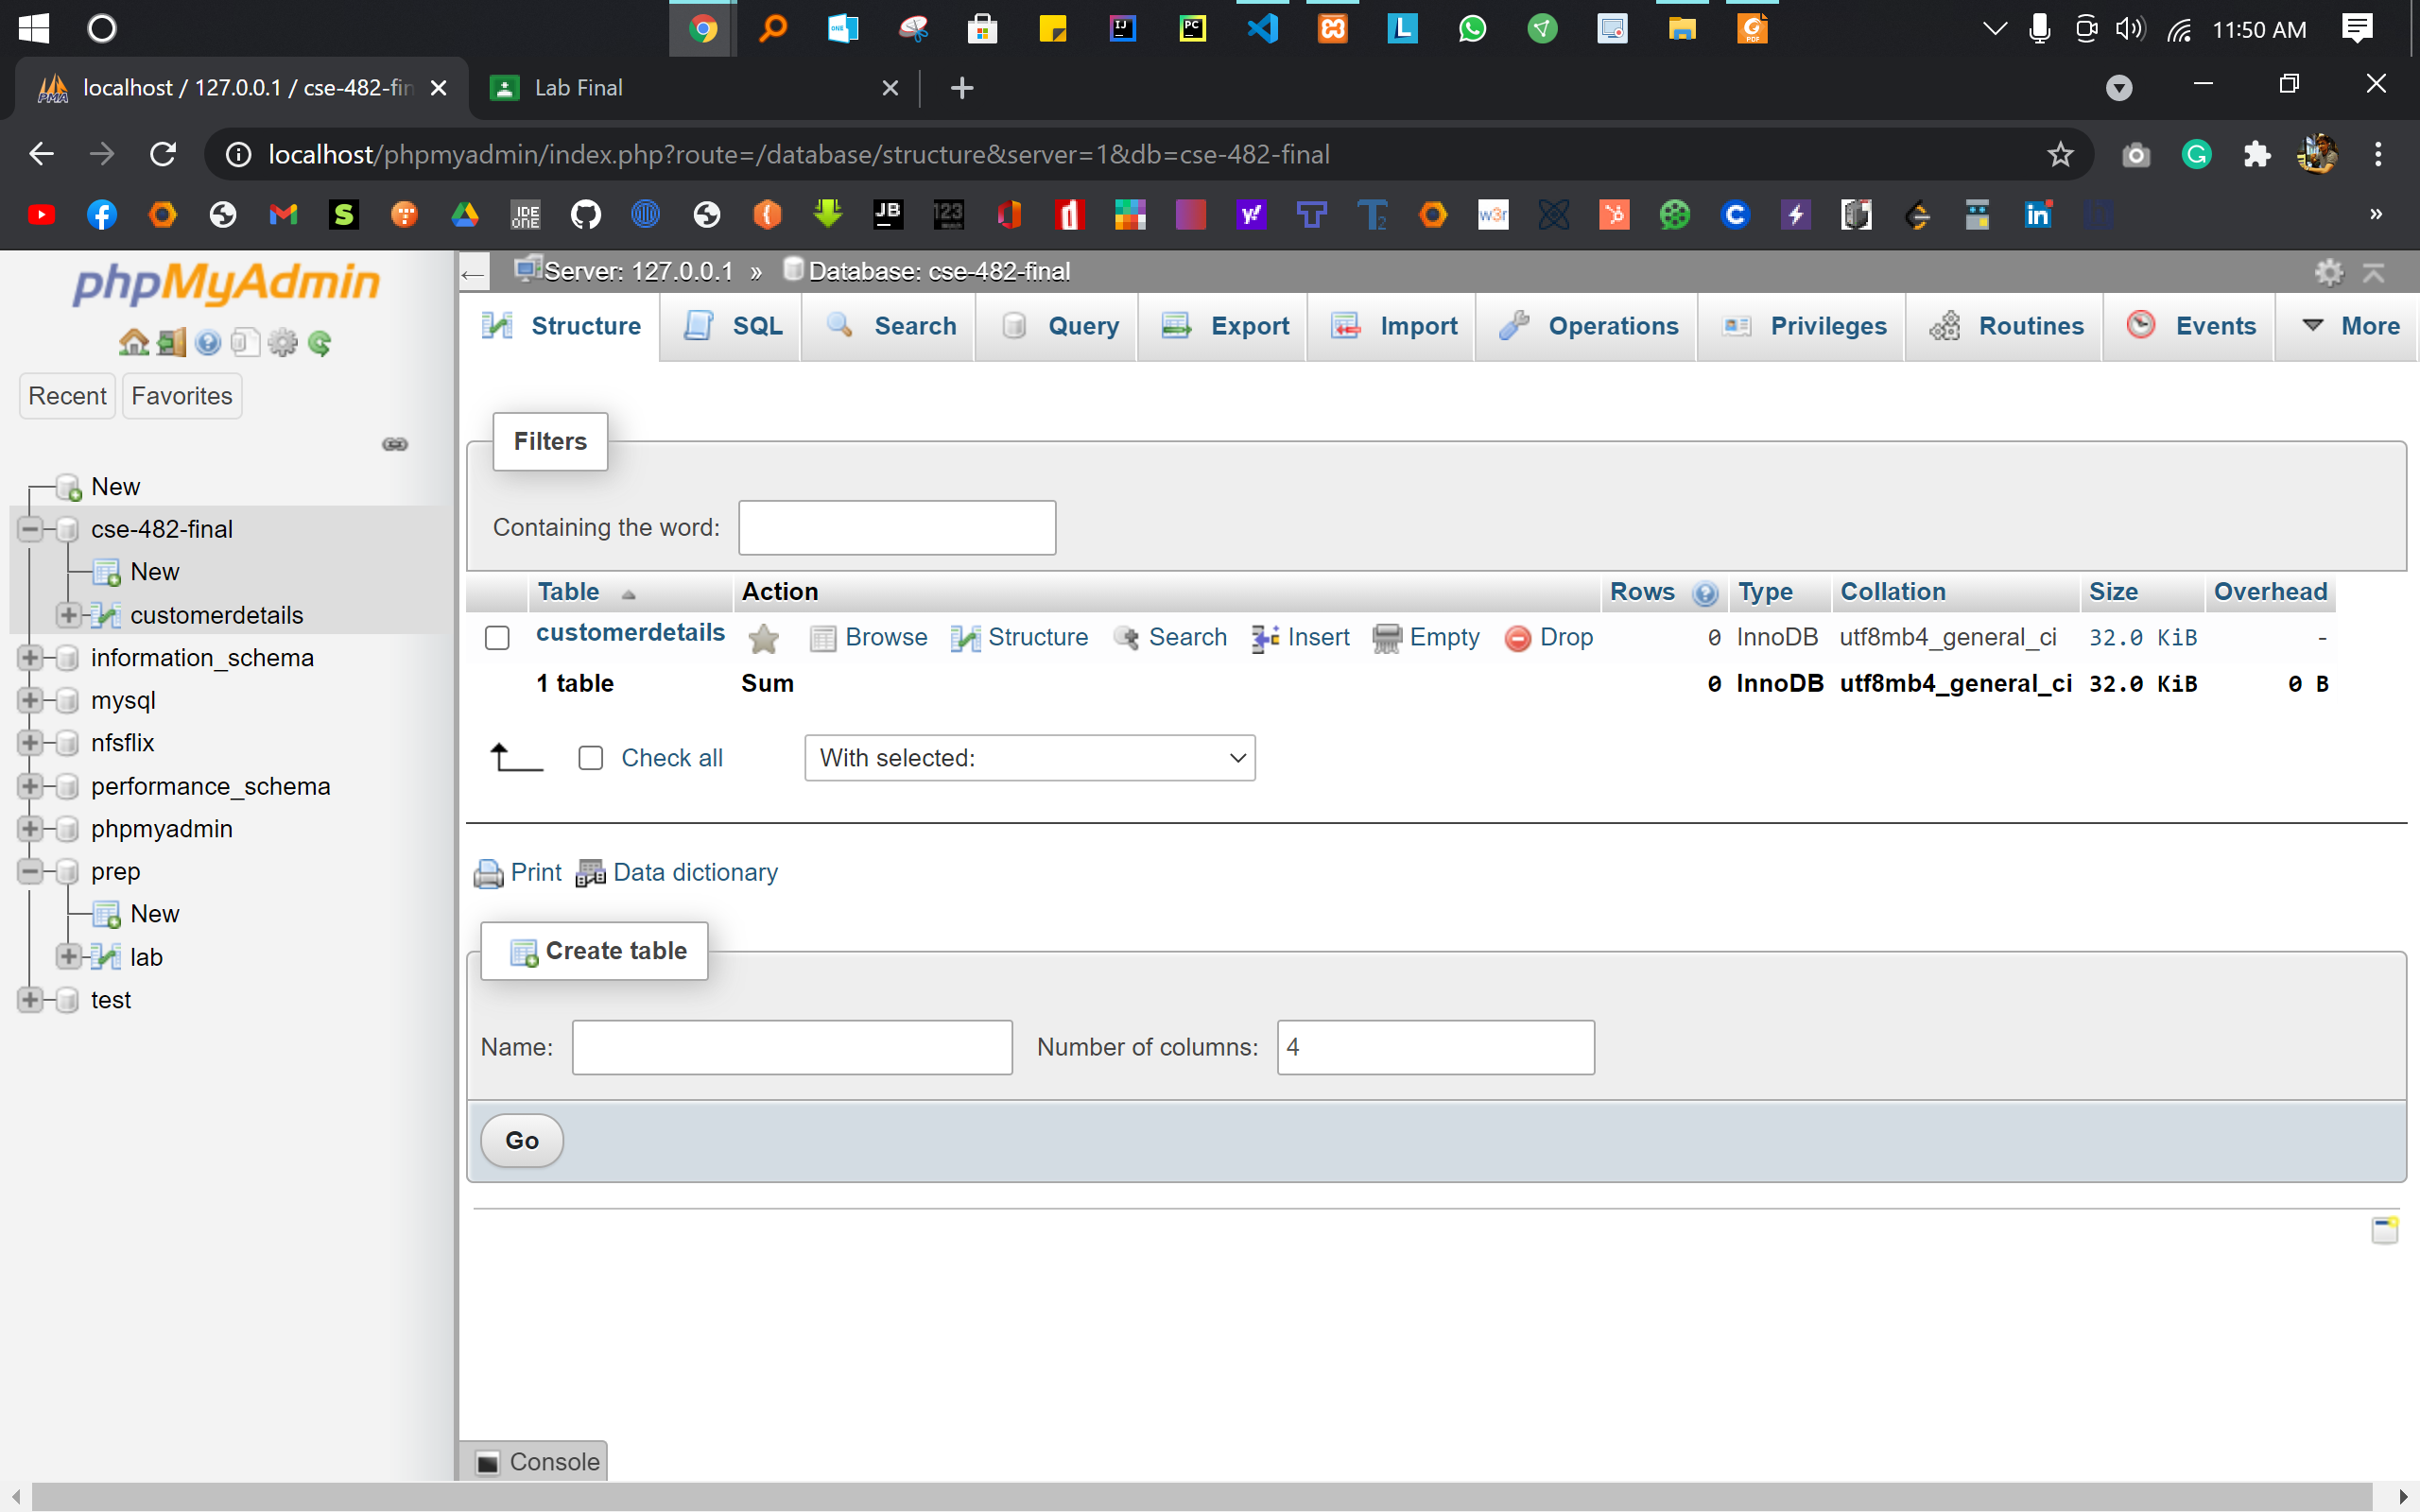 11:50 AM
localhost / 127.0.0.1 / cse-482-fin
Lab Final
localhost/phpmyadmin/index.php?route=/database/structure&server=1&db=cse-482-final
phpMyAdmin
Server: 127.0.0.1 » Database: cse-482-final
Structure SQL Search Query Export Import Operations Privileges Routines Events More
Recent Favorites
New
cse-482-final
New
customerdetails
information_schema
mysql
nfsflix
performance_schema
phpmyadmin
prep
New
lab
test
Filters
Containing the word:
Table Action Rows Type Collation Size Overhead
customerdetails Browse Structure Search Insert Empty Drop 0 InnoDB utf8mb4_general_ci 32.0 KiB -
1 table Sum 0 InnoDB utf8mb4_general_ci 32.0 KiB 0 B
Check all With selected:
Print Data dictionary
Create table
Name: Number of columns: 4
Go
Console